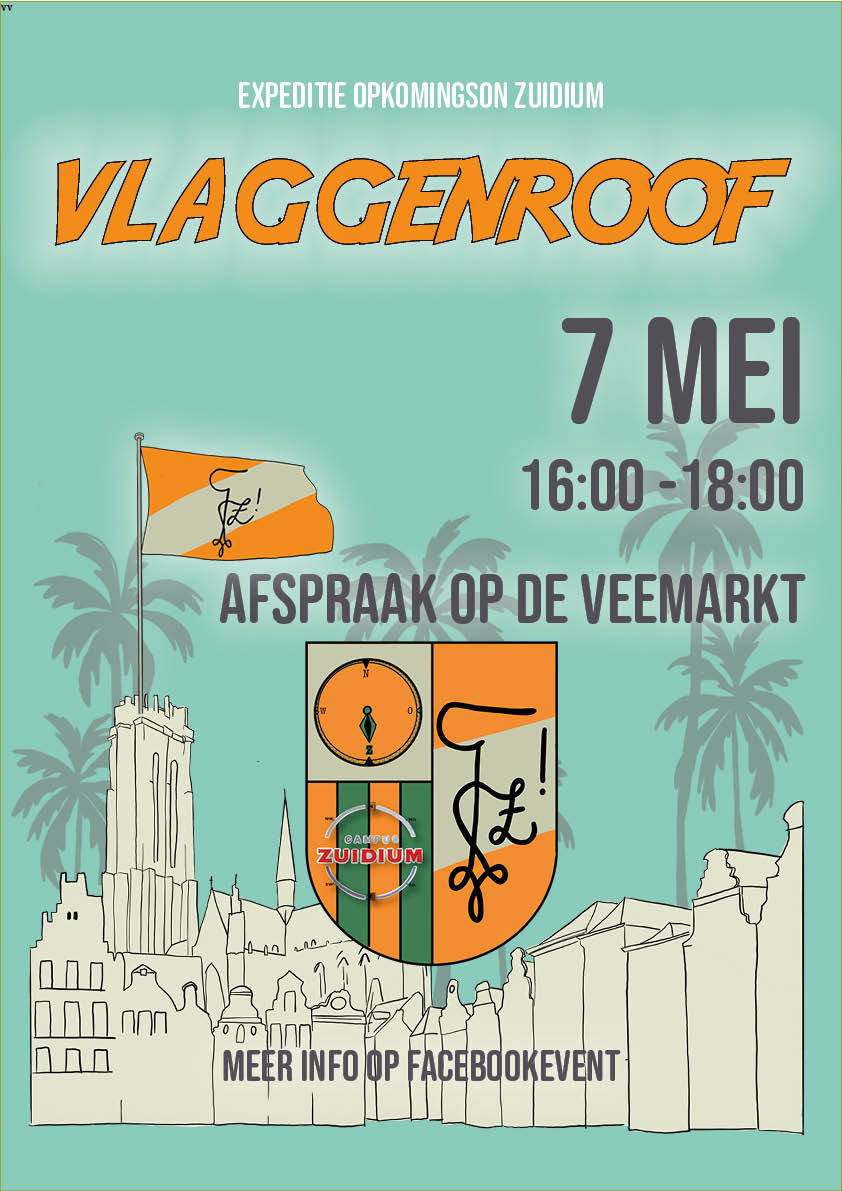 vv
EXPEDITIE OPKOMINGSON ZUIDIUM
VLAGGENROOF
7 MEI
16:00 -18:00
Z!
AFSPRAAK OP DE VEEMARKT
N
W O
Z
Z!
CAMPUS
ZUIDIUM
MEER INFO OP FACEBOOKEVENT